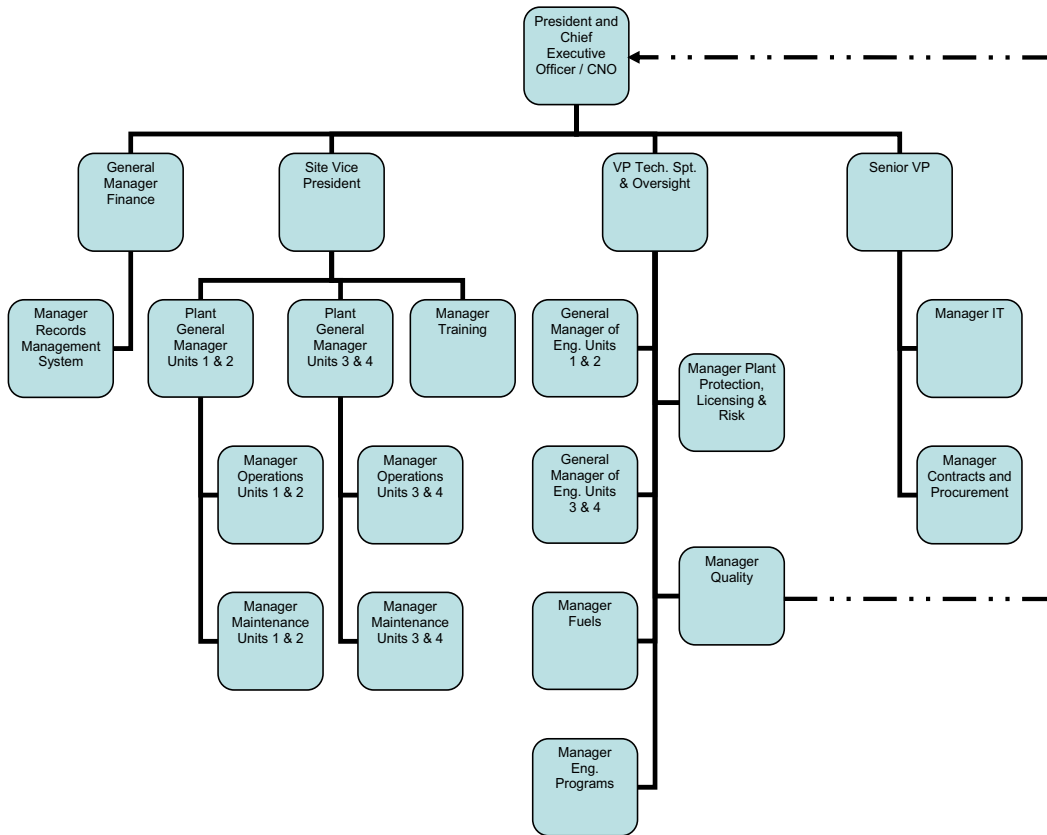 President and
Chief
Executive
Officer / CNO
General
Manager
Finance
Site Vice
President
VP Tech. Spt.
& Oversight
Senior VP
Manager
Records
Management
System
Plant
General
Manager
Units 1 & 2
Plant
General
Manager
Units 3 & 4
Manager
Training
General
Manager of
Eng. Units
1 & 2
Manager IT
Manager Plant
Protection,
Licensing &
Risk
Manager
Operations
Units 1 & 2
Manager
Operations
Units 3 & 4
General
Manager of
Eng. Units
3 & 4
Manager
Contracts and
Procurement
Manager
Quality
Manager
Maintenance
Units 1 & 2
Manager
Maintenance
Units 3 & 4
Manager
Fuels
Manager
Eng.
Programs